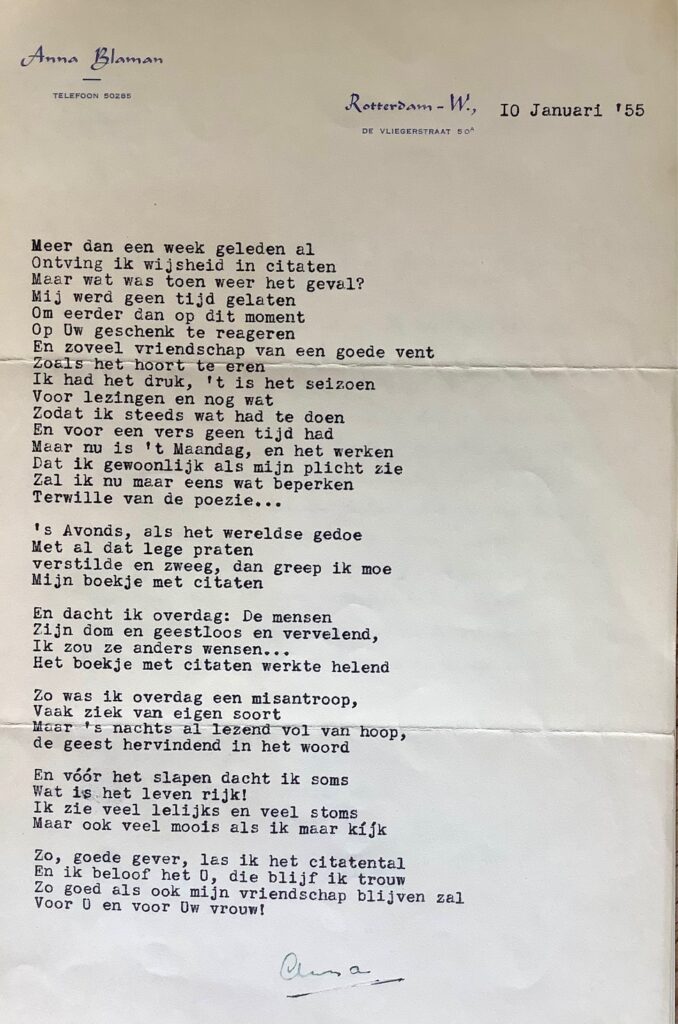 Anna Blaman
TELEFOON 50285
Rotterdam-W., 10 Januari '55
DE VLIEGERSTRAAT 50A
Meer dan een week geleden al
Ontving ik wijsheid in citaten
Maar wat was toen weer het geval?
Mij werd geen tijd gelaten
Om eerder dan op dit moment
Op Uw geschenk te reageren
En zoveel vriendschap van een goede vent
Zoals het hoort te eren
Ik had het druk, 't is het seizoen
Voor lezingen en nog wat
Zodat ik steeds wat had te doen
En voor een vers geen tijd had
Maar nu is 't Maandag, en het werken
Dat ik gewoonlijk als mijn plicht zie
Zal ik nu maar eens wat beperken
Terwille van de poezie...
's Avonds, als het wereldse gedoe
Met al dat lege praten
verstilde en zweeg, dan greep ik moe
Mijn boekje met citaten
En dacht ik overdag: De mensen
Zijn dom en geestloos en vervelend,
Ik zou ze anders wensen...
Het boekje met citaten werkte helend
Zo was ik overdag een misantroop,
Vaak ziek van eigen soort
Maar 's nachts al lezend vol van hoop,
de geest hervindend in het woord
En vóór het slapen dacht ik soms
Wat is het leven rijk!
Ik zie veel lelijks en veel stoms
Maar ook veel moois als ik maar kijk
Zo, goede gever, las ik het citatental
En ik beloof het U, die blijf ik trouw
Zo goed als ook mijn vriendschap blijven zal
Voor U en voor Uw vrouw!
Anna